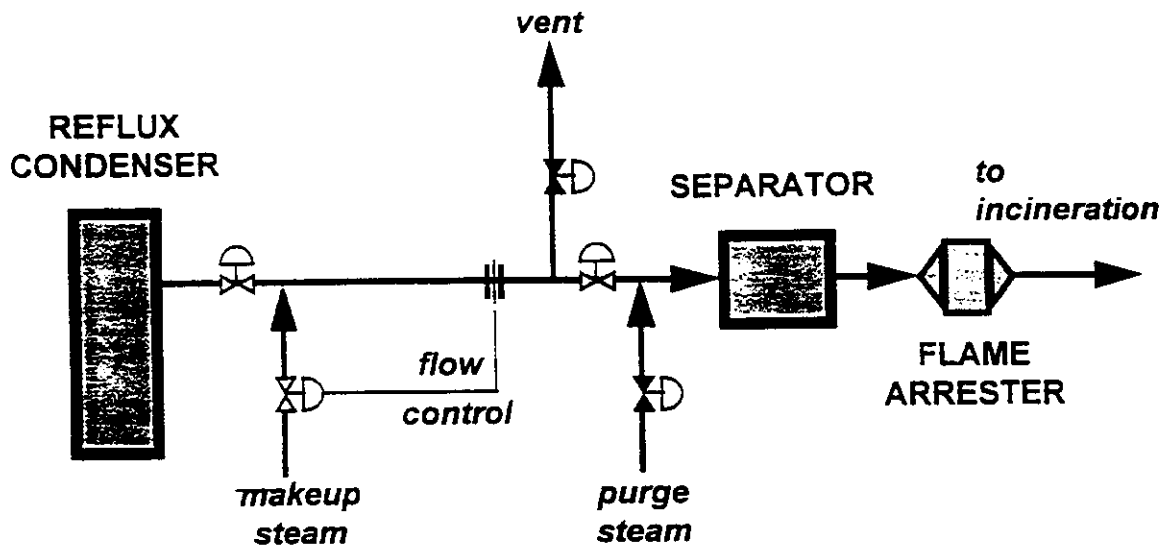 vent
REFLUX
CONDENSER
SEPARATOR
to
incineration
flow
control
FLAME
ARRESTER
makeup
steam
purge
steam